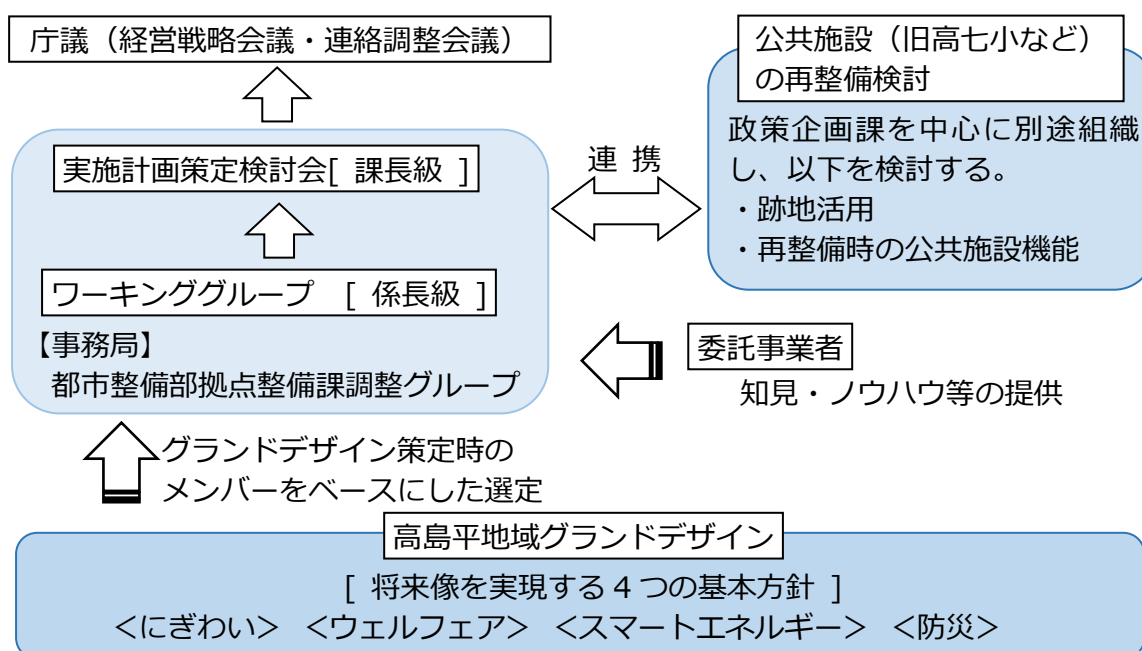 庁議（経営戦略会議・連絡調整会議）
実施計画策定検討会[ 課長級 ]
ワーキンググループ [ 係長級 ]
【事務局】
都市整備部拠点整備課調整グループ
連 携
公共施設（旧高七小など）
の再整備検討
政策企画課を中心に別途組織
し、以下を検討する。
・跡地活用
・再整備時の公共施設機能
委託事業者
知見・ノウハウ等の提供
グランドデザイン策定時の
メンバーをベースにした選定
高島平地域グランドデザイン
[ 将来像を実現する４つの基本方針 ]
＜にぎわい＞ ＜ウェルフェア＞ ＜スマートエネルギー＞ ＜防災＞